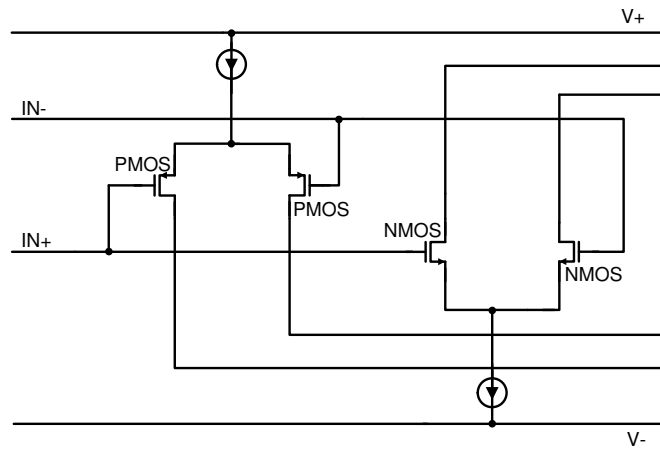 V+
IN-
PMOS
PMOS
NMOS
IN+
NMOS
V-